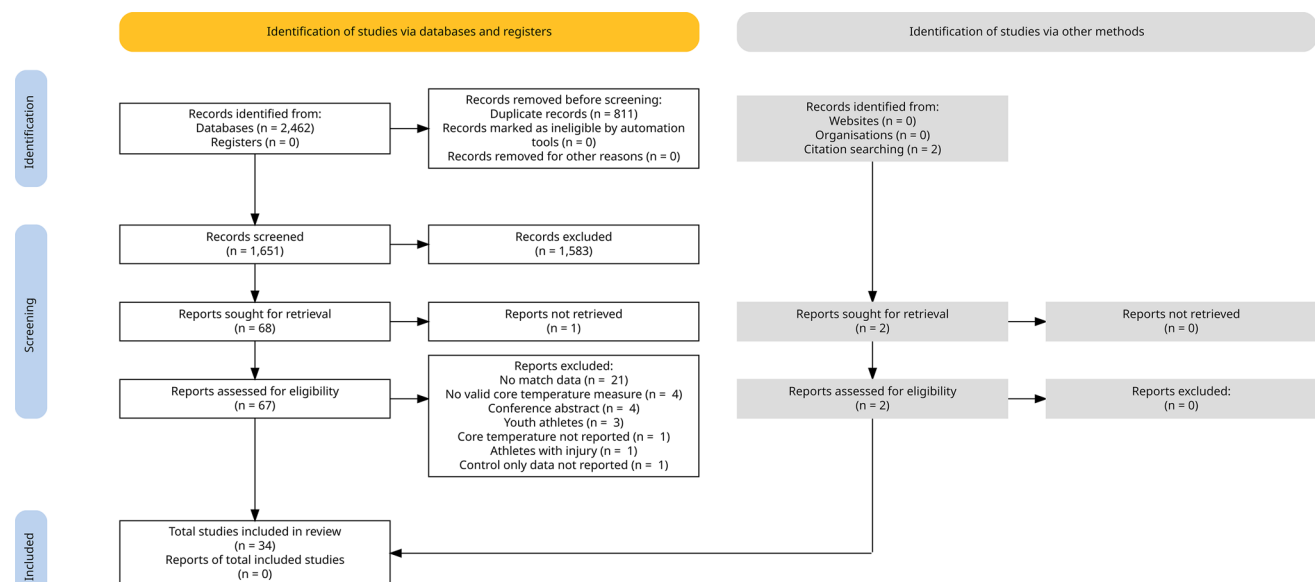 Identification of studies via databases and registers
Identification of studies via other methods
Identification
Records identified from:
Databases (n = 2,462)
Registers (n = 0)
Records removed before screening:
Duplicate records (n = 811)
Records marked as ineligible by automation
tools (n = 0)
Records removed for other reasons (n = 0)
Records identified from:
Websites (n = 0)
Organisations (n = 0)
Citation searching (n = 2)
Screening
Records screened
(n = 1,651)
Records excluded
(n = 1,583)
Reports sought for retrieval
(n = 68)
Reports not retrieved
(n = 1)
Reports sought for retrieval
(n = 2)
Reports not retrieved
(n = 0)
Reports assessed for eligibility
(n = 67)
Reports excluded:
No match data (n = 21)
No valid core temperature measure (n = 4)
Conference abstract (n = 4)
Youth athletes (n = 3)
Core temperature not reported (n = 1)
Athletes with injury (n = 1)
Control only data not reported (n = 1)
Reports assessed for eligibility
(n = 2)
Reports excluded:
(n = 0)
Included
Total studies included in review
(n = 34)
Reports of total included studies
(n = 0)